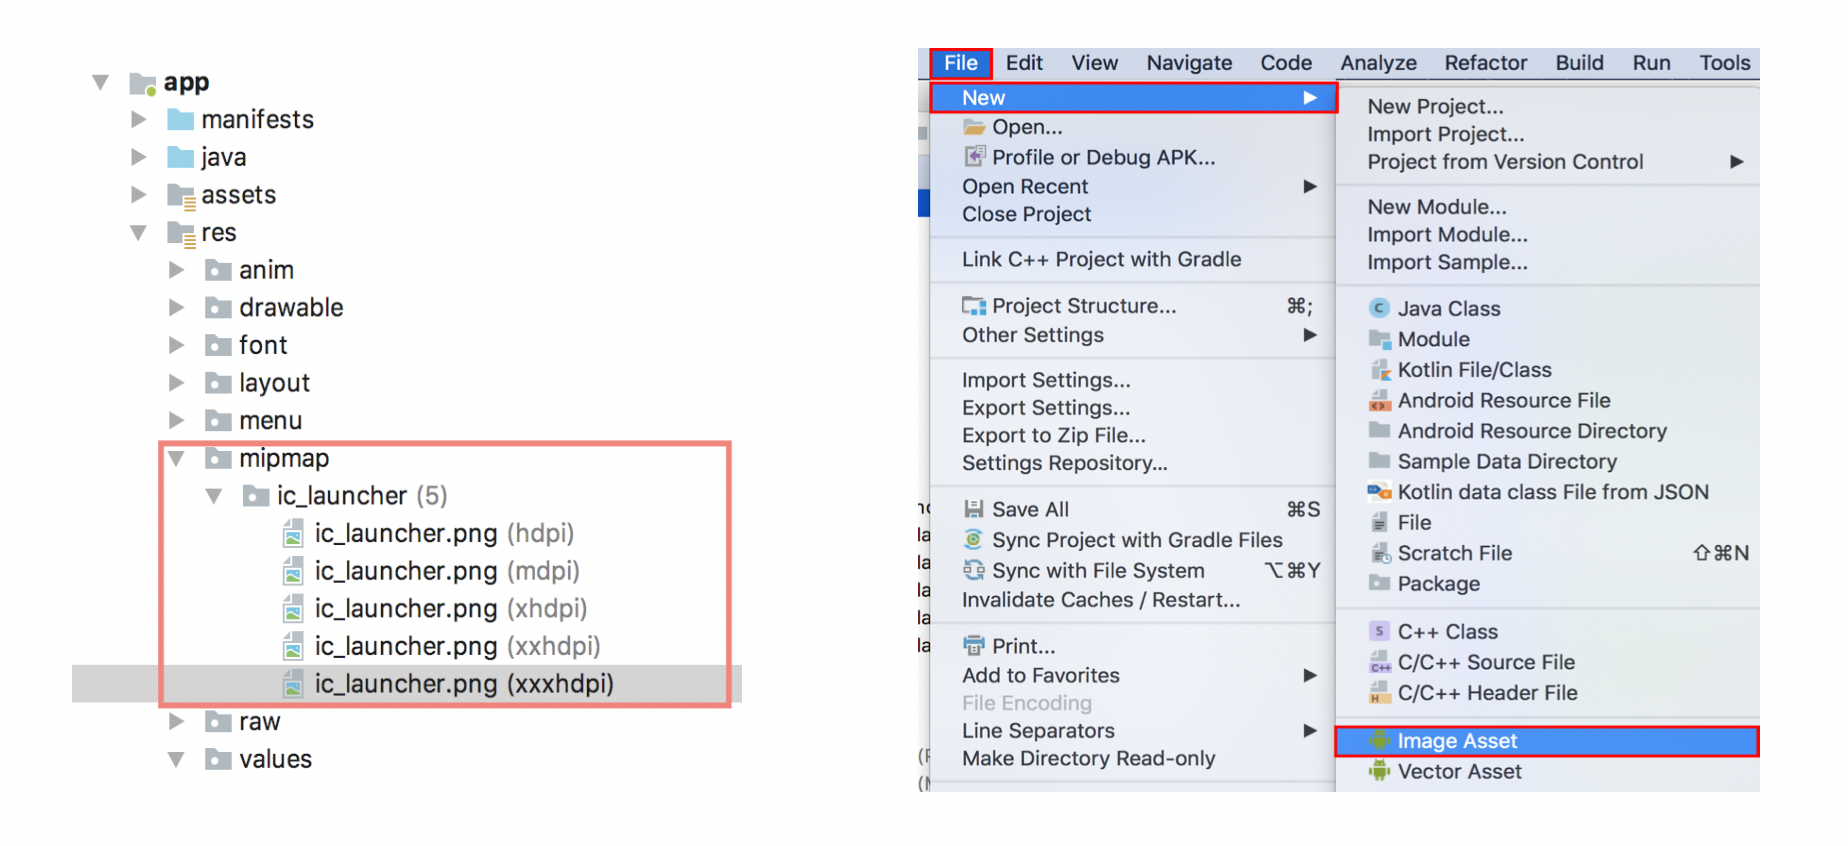 app
manifests
java
assets
res
anim
drawable
font
layout
menu
mipmap
ic_launcher (5)
ic_launcher.png (hdpi)
ic_launcher.png (mdpi)
ic_launcher.png (xhdpi)
ic_launcher.png (xxhdpi)
ic_launcher.png (xxxhdpi)
raw
values
File Edit View Navigate Code Analyze Refactor Build Run Tools
New
Open...
Profile or Debug APK...
Open Recent
Close Project
Link C++ Project with Gradle
Project Structure... ⌘;
Other Settings
Import Settings...
Export Settings...
Export to Zip File...
Settings Repository...
Save All ⌘S
Sync Project with Gradle Files
Sync with File System ⌥⌘Y
Invalidate Caches / Restart...
Print...
Add to Favorites
File Encoding
Line Separators
Make Directory Read-only
New Project...
Import Project...
Project from Version Control
New Module...
Import Module...
Import Sample...
Java Class
Module
Kotlin File/Class
Android Resource File
Android Resource Directory
Sample Data Directory
Kotlin data class File from JSON
File
Scratch File ⇧⌘N
Package
C++ Class
C/C++ Source File
C/C++ Header File
Image Asset
Vector Asset